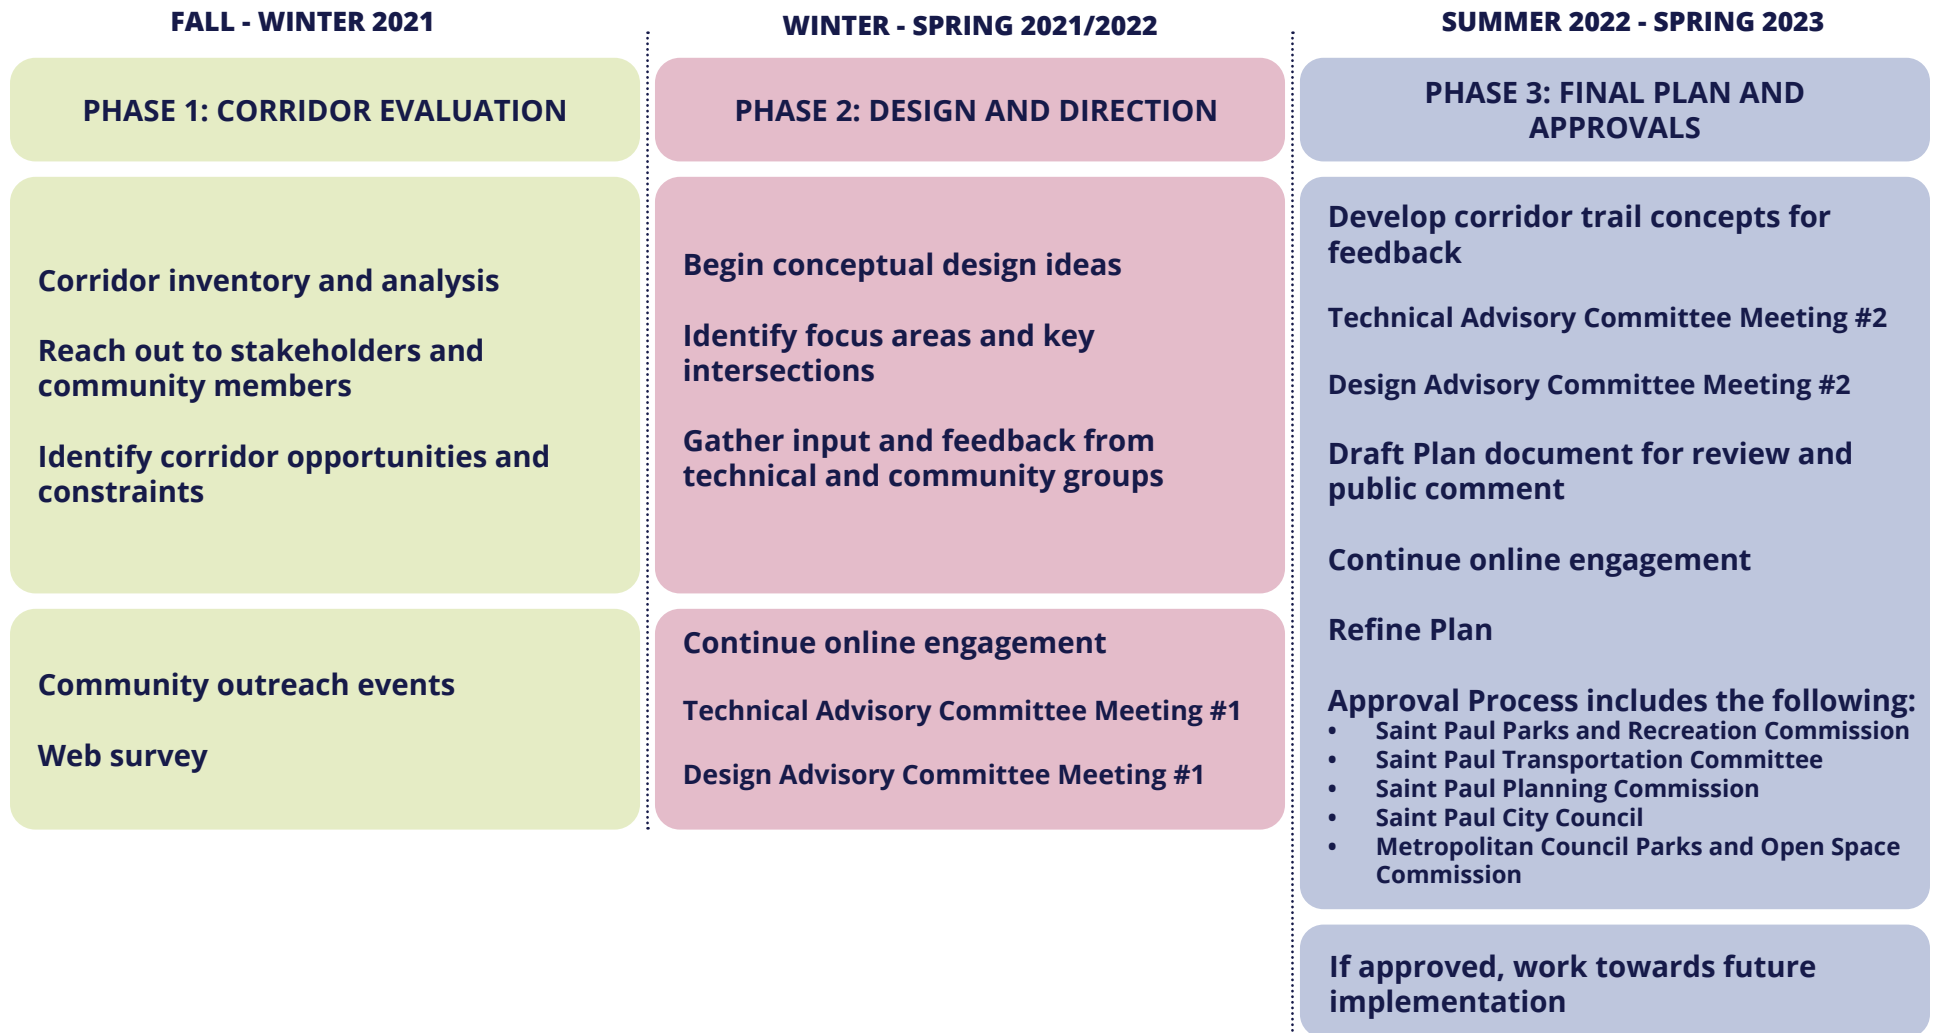 FALL - WINTER 2021
PHASE 1: CORRIDOR EVALUATION
Corridor inventory and analysis
Reach out to stakeholders and
community members
Identify corridor opportunities and
constraints
Community outreach events
Web survey
WINTER - SPRING 2021/2022
PHASE 2: DESIGN AND DIRECTION
Begin conceptual design ideas
Identify focus areas and key
intersections
Gather input and feedback from
technical and community groups
Continue online engagement
Technical Advisory Committee Meeting #1
Design Advisory Committee Meeting #1
SUMMER 2022 - SPRING 2023
PHASE 3: FINAL PLAN AND
APPROVALS
Develop corridor trail concepts for
feedback
Technical Advisory Committee Meeting #2
Design Advisory Committee Meeting #2
Draft Plan document for review and
public comment
Continue online engagement
Refine Plan
Approval Process includes the following:
• Saint Paul Parks and Recreation Commission
• Saint Paul Transportation Committee
• Saint Paul Planning Commission
• Saint Paul City Council
• Metropolitan Council Parks and Open Space
Commission
If approved, work towards future
implementation